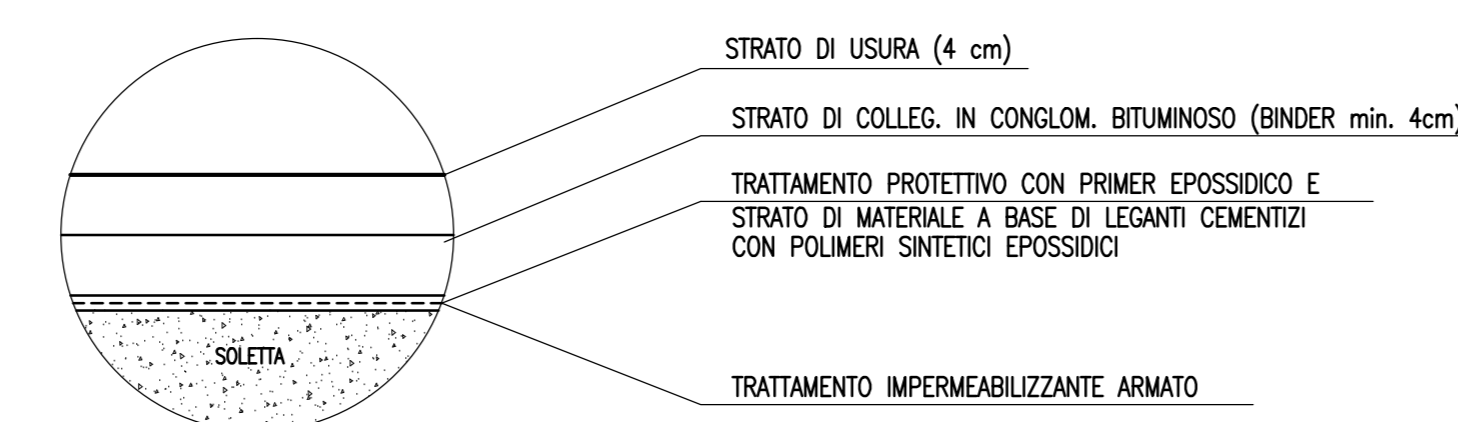 STRATO DI USURA (4 cm)
STRATO DI COLLEG. IN CONGLOM. BITUMINOSO (BINDER min. 4cm)
TRATTAMENTO PROTETTIVO CON PRIMER EPOSSIDICO E
STRATO DI MATERIALE A BASE DI LEGANTI CEMENTIZI
CON POLIMERI SINTETICI EPOSSIDICI
SOLETTA
TRATTAMENTO IMPERMEABILIZZANTE ARMATO